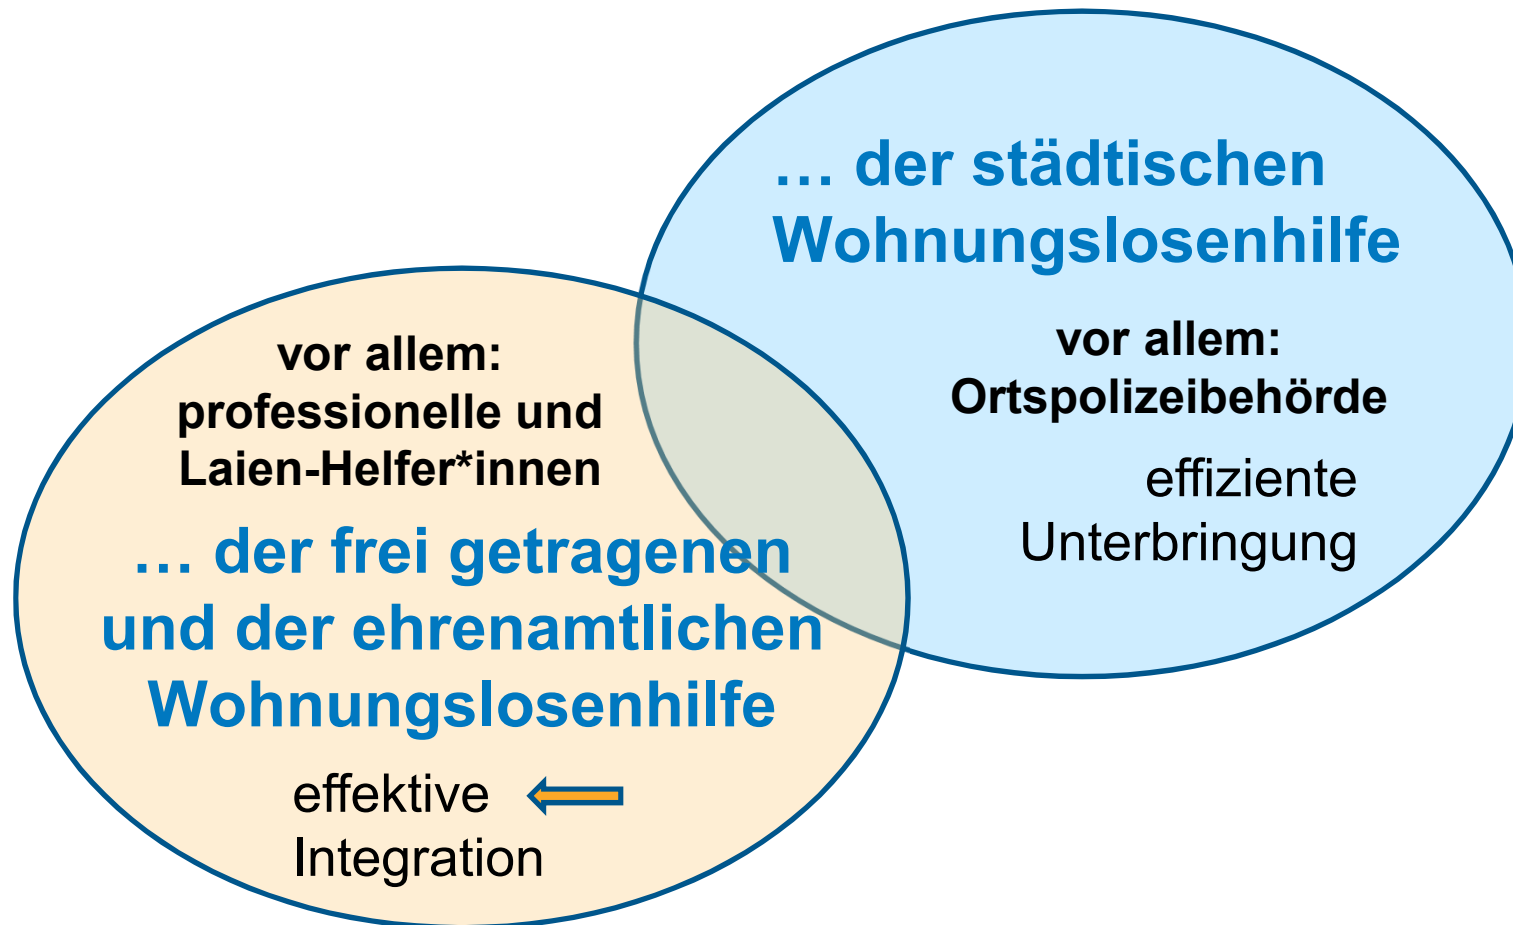 … der städtischen
Wohnungslosenhilfe
vor allem:
Ortspolizeibehörde
effiziente
Unterbringung
vor allem:
professionelle und
Laien-Helfer*innen
… der frei getragenen
und der ehrenamtlichen
Wohnungslosenhilfe
effektive
Integration